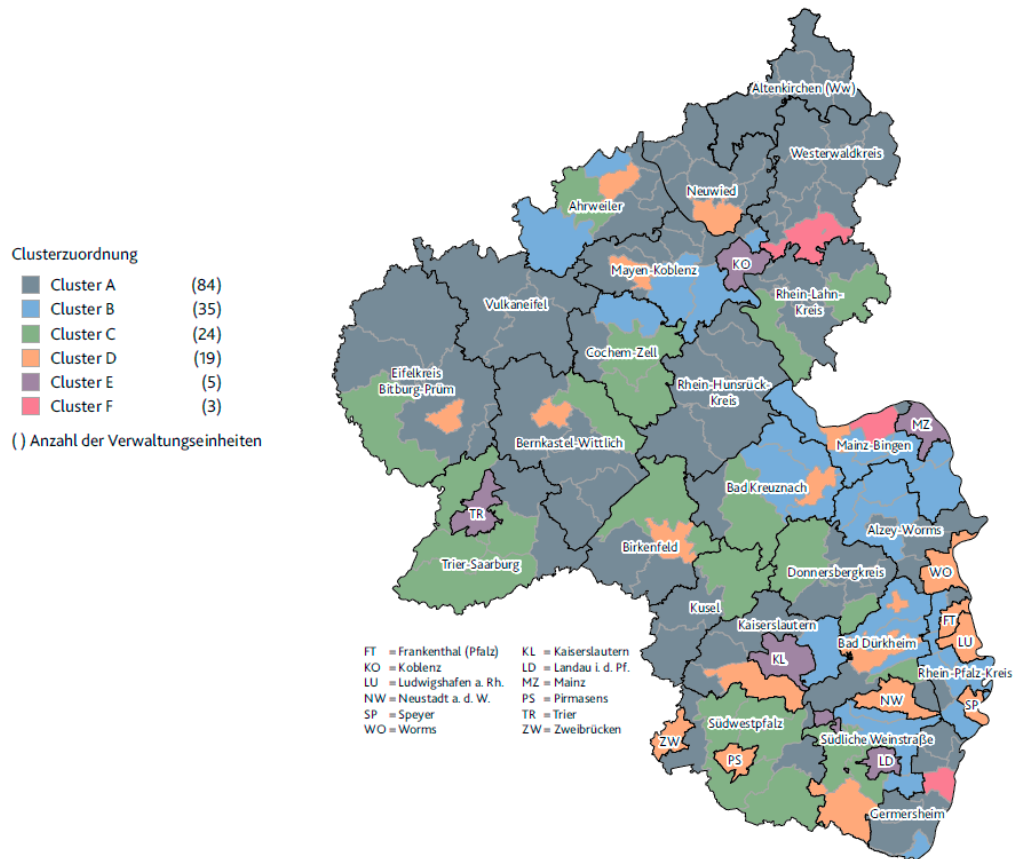 Altenkirchen (Ww)
Westerwaldkreis
Neuwied
Ahrweiler
KO
Mayen-Koblenz
Rhein-Lahn-
Kreis
Vulkaneifel
Cochem-Zell
Eifelkreis
Bitburg-Prüm
Rhein-Hunsrück-
Kreis
Bernkastel-Wittlich
MZ
Mainz-Bingen
Bad Kreuznach
Alzey-Worms
TR
Trier-Saarburg
Birkenfeld
Donnersbergkreis
WO
Kusel
Kaiserslautern
KL
Bad Dürkheim
FT
LU
Rhein-Pfalz-Kreis
NW
SP
Südwestpfalz
ZW
PS
Südliche Weinstraße
LD
Germersheim
Clusterzuordnung
Cluster A (84)
Cluster B (35)
Cluster C (24)
Cluster D (19)
Cluster E (5)
Cluster F (3)
( ) Anzahl der Verwaltungseinheiten
FT = Frankenthal (Pfalz)
KO = Koblenz
LU = Ludwigshafen a. Rh.
NW = Neustadt a. d. W.
SP = Speyer
WO = Worms
KL = Kaiserslautern
LD = Landau i. d. Pf.
MZ = Mainz
PS = Pirmasens
TR = Trier
ZW = Zweibrücken